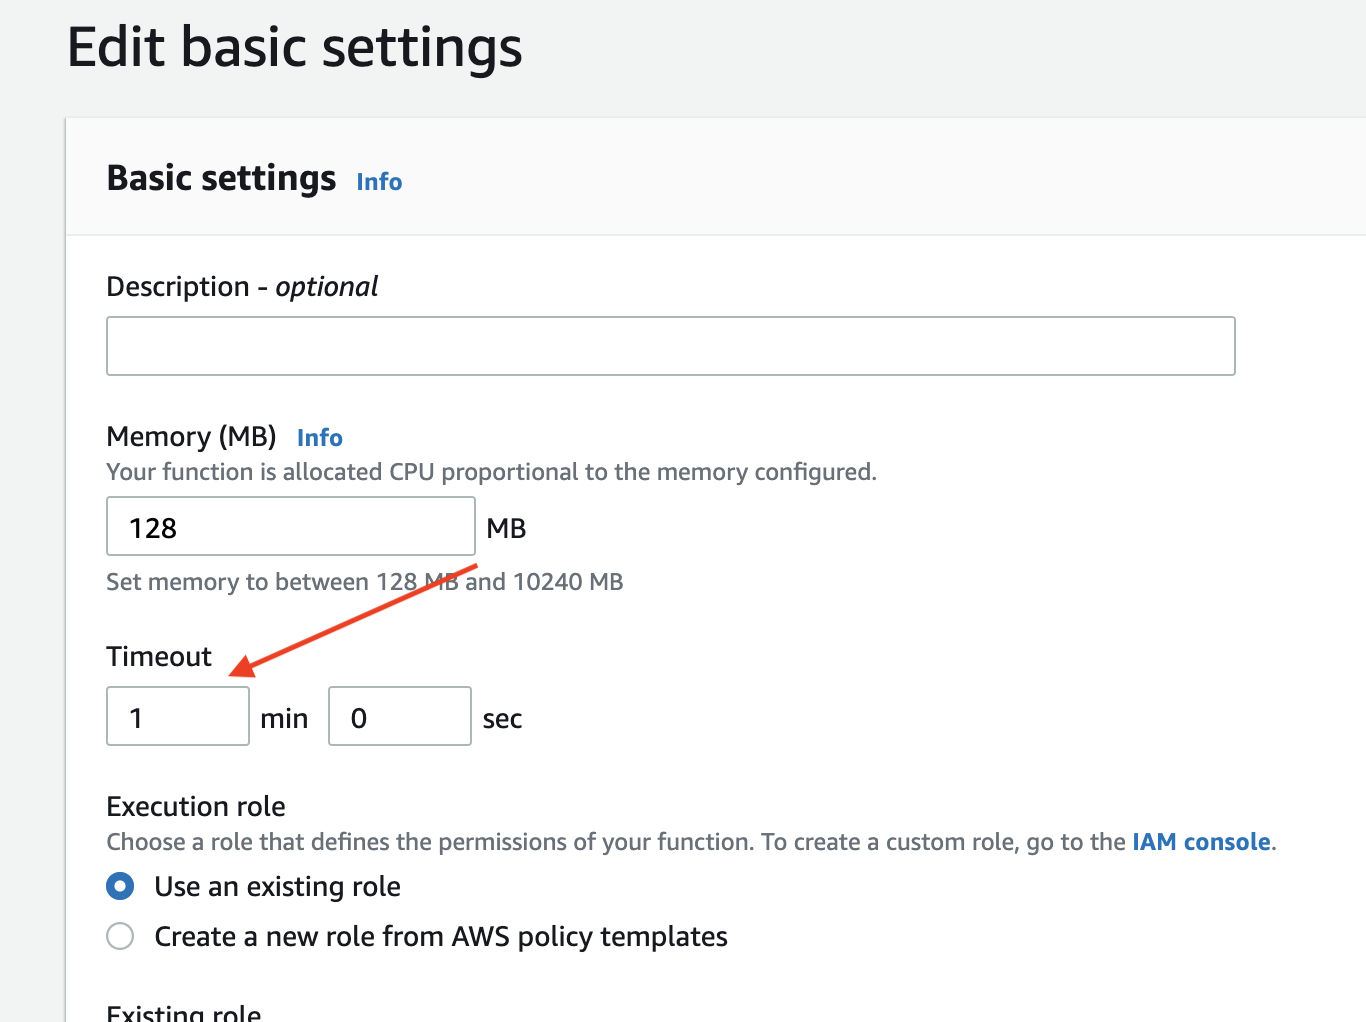 Edit basic settings
Basic settings Info
Description - optional
Memory (MB) Info
Your function is allocated CPU proportional to the memory configured.
128 MB
Set memory to between 128 MB and 10240 MB
Timeout
1 min 0 sec
Execution role
Choose a role that defines the permissions of your function. To create a custom role, go to the IAM console.
Use an existing role
Create a new role from AWS policy templates
Existing role